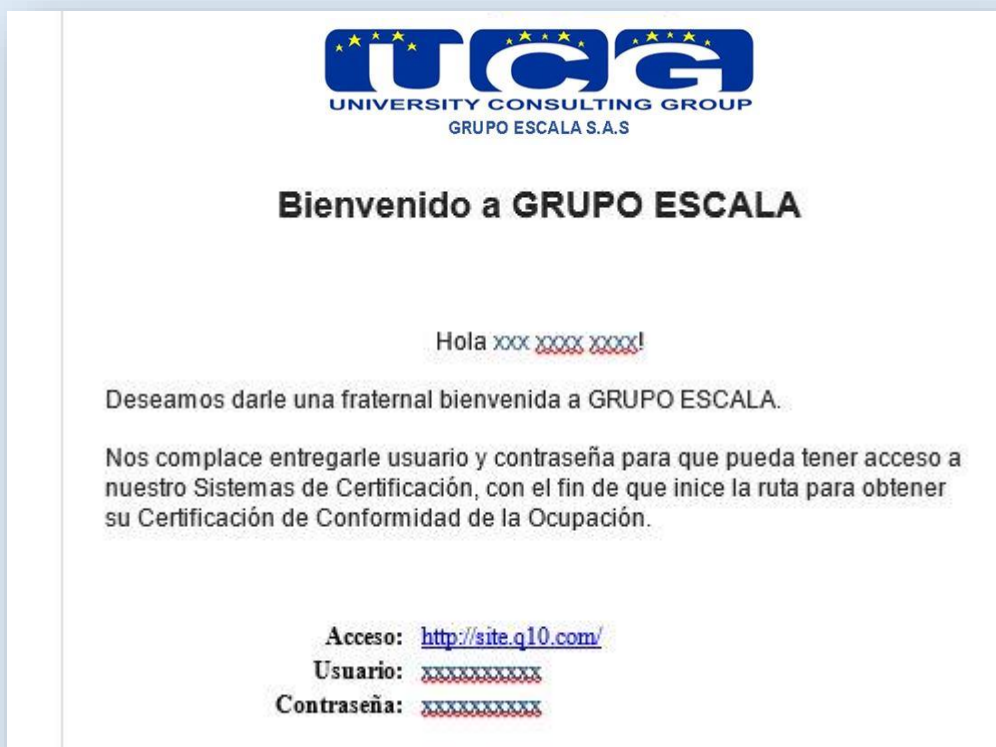 UCG
UNIVERSITY CONSULTING GROUP
GRUPO ESCALA S.A.S
Bienvenido a GRUPO ESCALA
Hola xxx xxxx xxxx!
Deseamos darle una fraternal bienvenida a GRUPO ESCALA.
Nos complace entregarle usuario y contraseña para que pueda tener acceso a
nuestro Sistemas de Certificación, con el fin de que inice la ruta para obtener
su Certificación de Conformidad de la Ocupación.
Acceso: http://site.q10.com/
Usuario: xxxxxxxxxx
Contraseña: xxxxxxxxxx